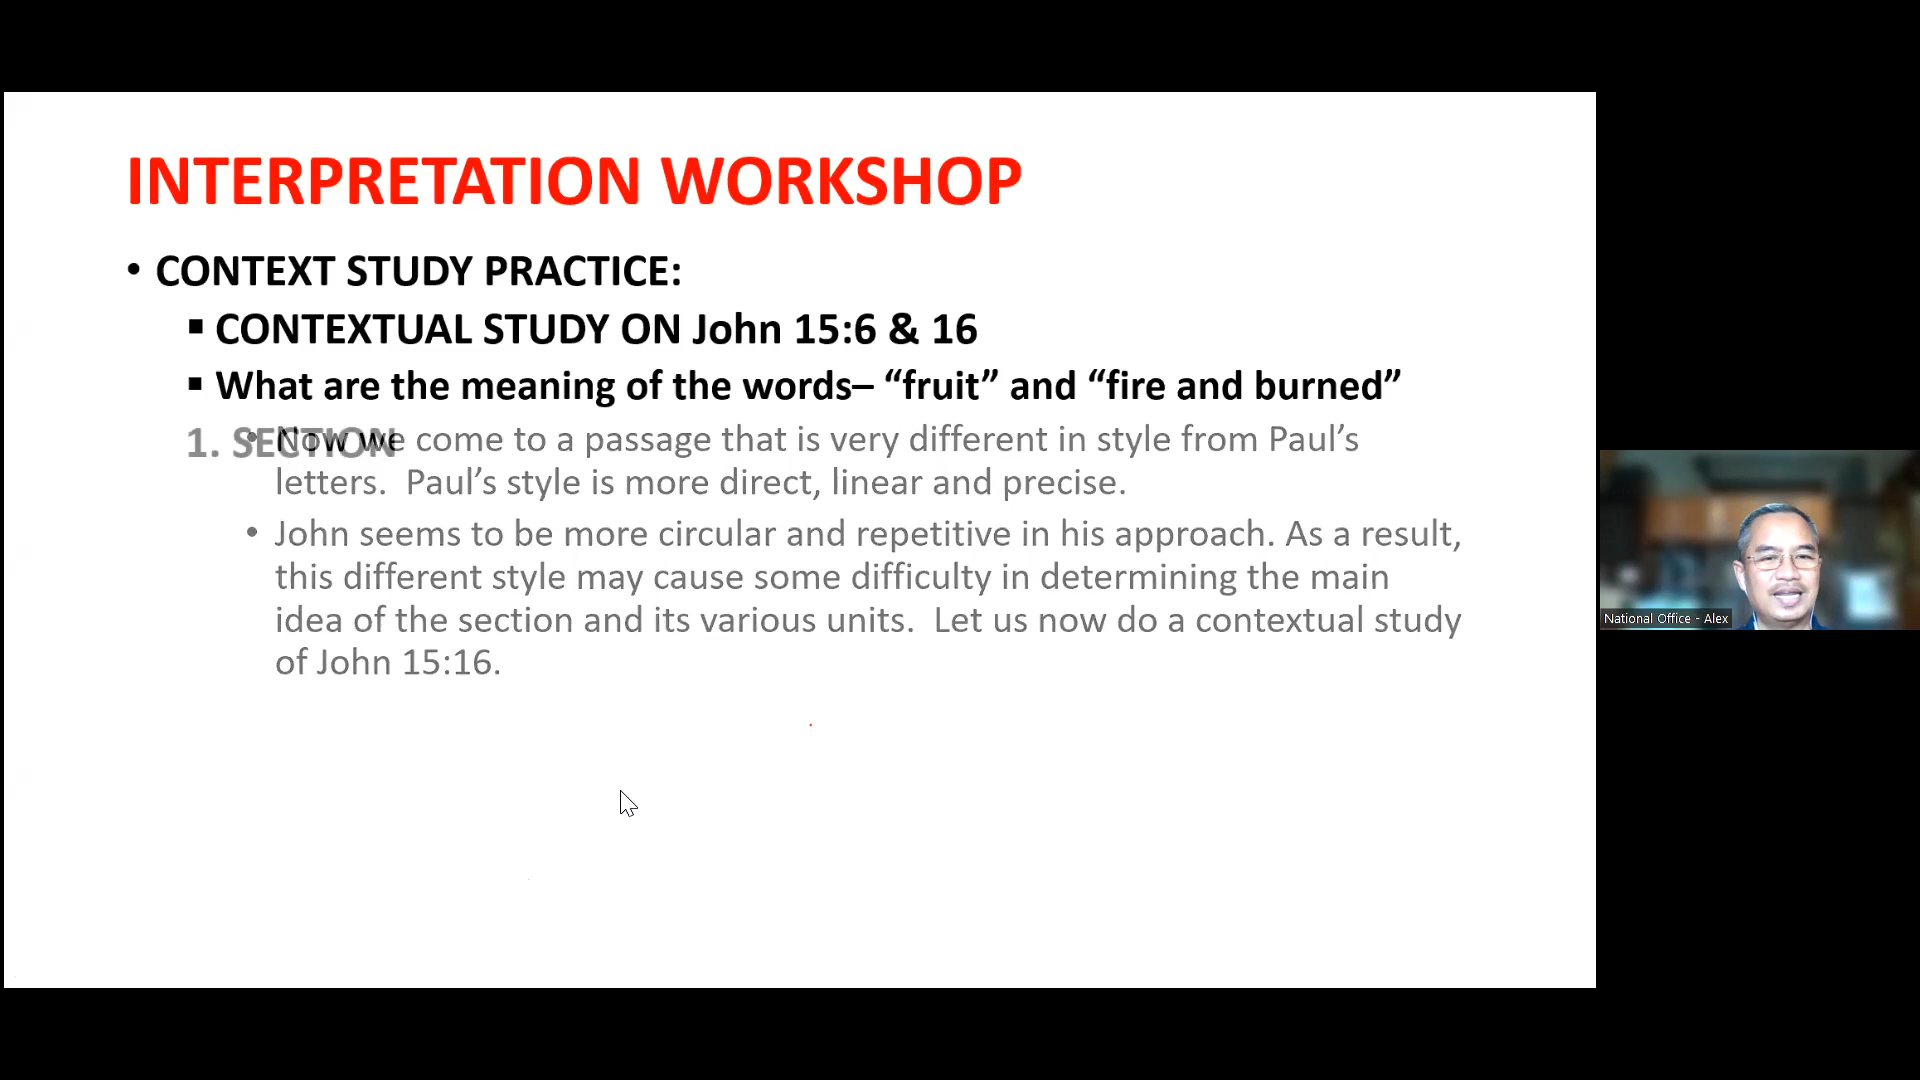 INTERPRETATION WORKSHOP
• CONTEXT STUDY PRACTICE:
▪ CONTEXTUAL STUDY ON John 15:6 & 16
▪ What are the meaning of the words– “fruit” and “fire and burned”
1. SECTION
• Now we come to a passage that is very different in style from Paul’s
letters.  Paul’s style is more direct, linear and precise.
• John seems to be more circular and repetitive in his approach. As a result,
this different style may cause some difficulty in determining the main
idea of the section and its various units.  Let us now do a contextual study
of John 15:16.
National Office - Alex